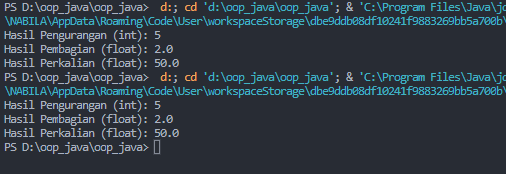 PS D:\oop_java\oop_java>  d:; cd 'd:\oop_java\oop_java'; & 'C:\Program Files\Java\j
\NABILA\AppData\Roaming\Code\User\workspaceStorage\dbe9ddb08df10241f9883269bb5a700b\
Hasil Pengurangan (int): 5
Hasil Pembagian (float): 2.0
Hasil Perkalian (float): 50.0
PS D:\oop_java\oop_java>  d:; cd 'd:\oop_java\oop_java'; & 'C:\Program Files\Java\j
\NABILA\AppData\Roaming\Code\User\workspaceStorage\dbe9ddb08df10241f9883269bb5a700b\
Hasil Pengurangan (int): 5
Hasil Pembagian (float): 2.0
Hasil Perkalian (float): 50.0
PS D:\oop_java\oop_java>